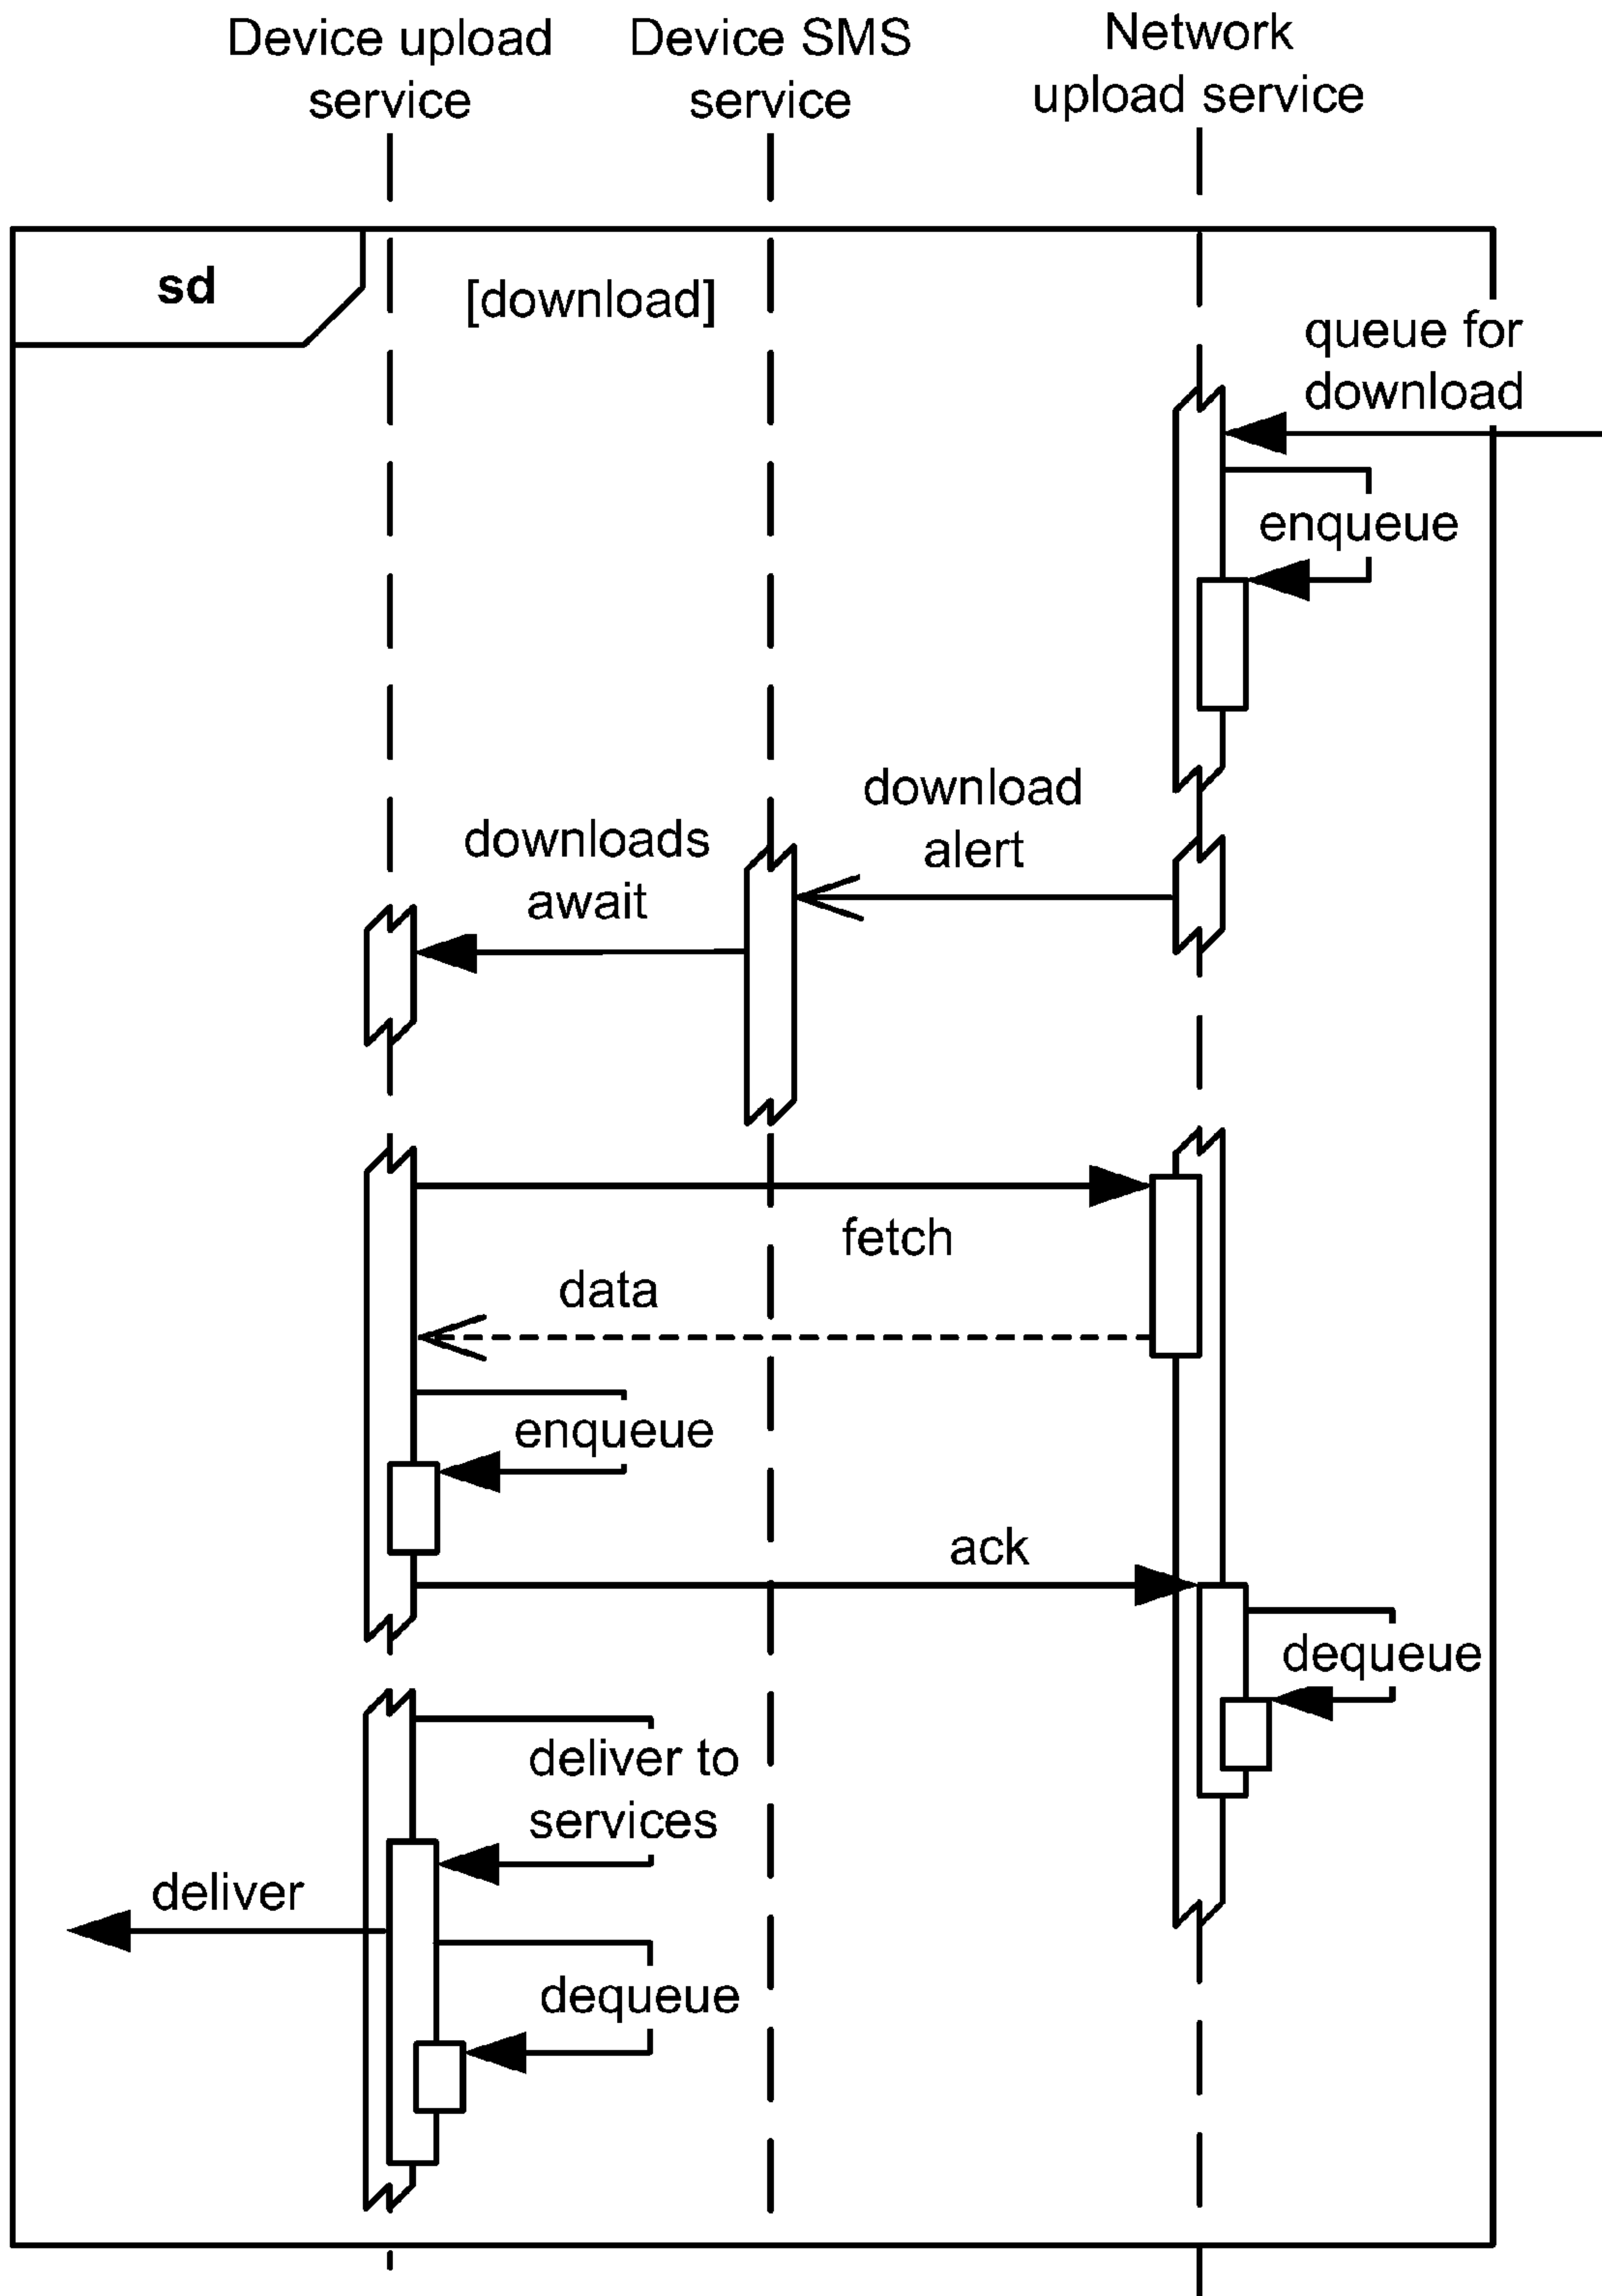 Device upload
service
Device SMS
service
Network
upload service
sd
[download]
queue for
download
enqueue
download
alert
downloads
await
fetch
data
enqueue
ack
dequeue
deliver to
services
deliver
dequeue